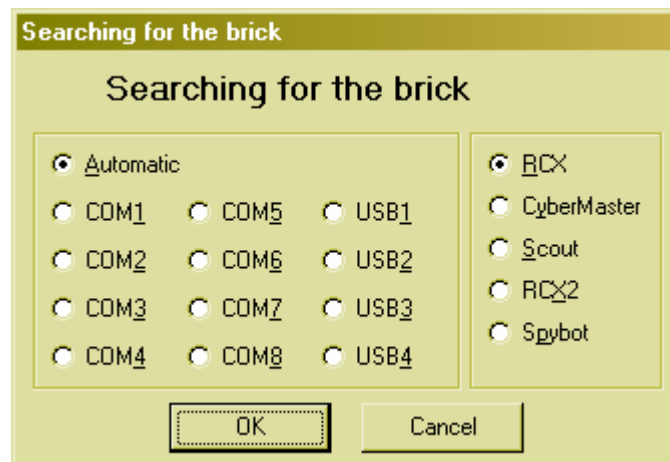 Searching for the brick
Searching for the brick
Automatic
COM1 COM5 USB1
COM2 COM6 USB2
COM3 COM7 USB3
COM4 COM8 USB4
RCX
CyberMaster
Scout
RCX2
Spybot
OK Cancel